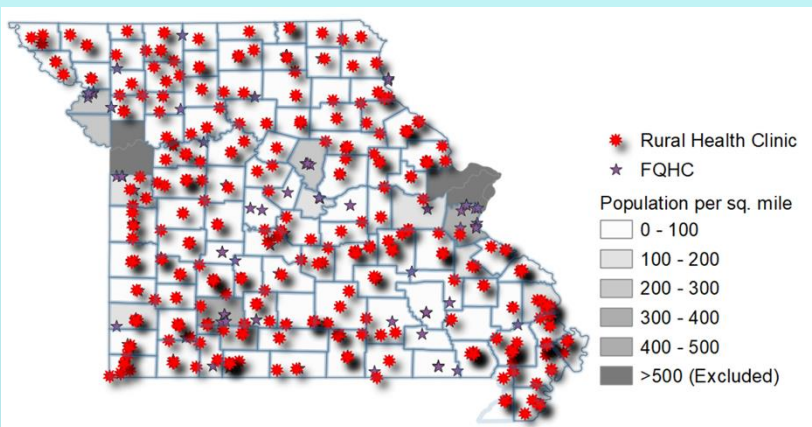 Rural Health Clinic
FQHC
Population per sq. mile
0 - 100
100 - 200
200 - 300
300 - 400
400 - 500
>500 (Excluded)